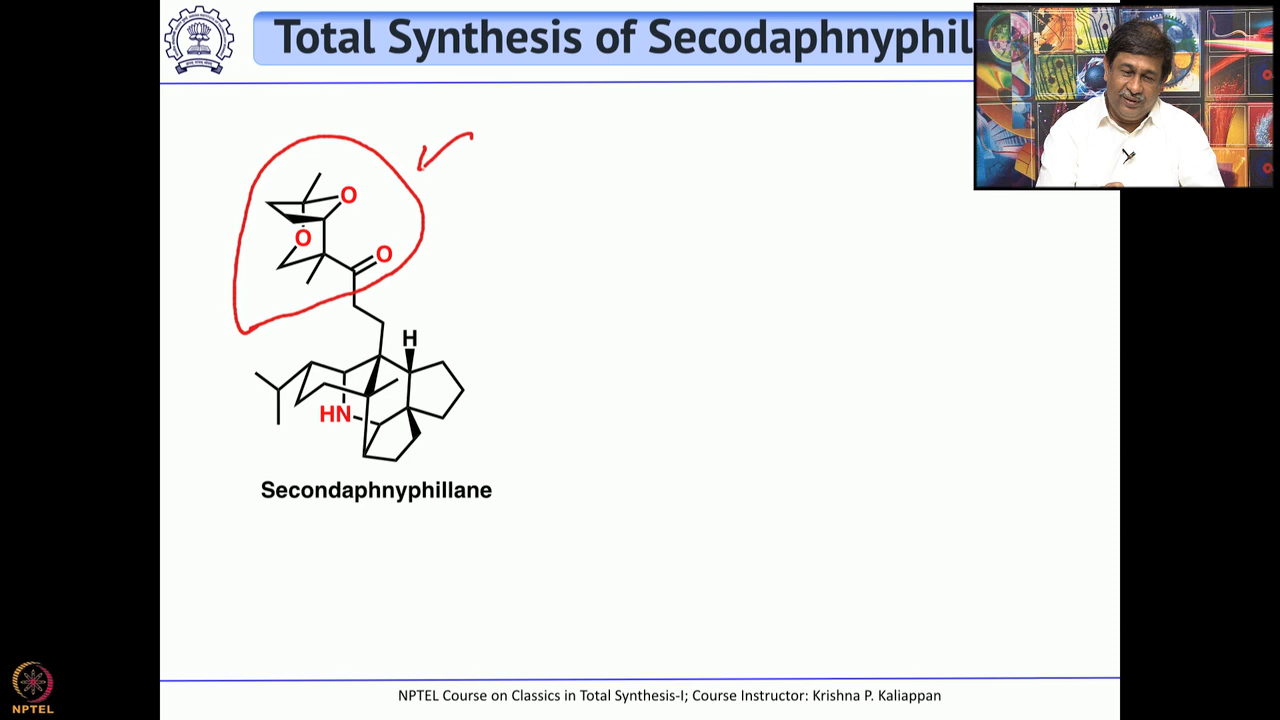 Total Synthesis of Secodaphnyphil
O
O
O
H
HN
Secondaphnyphillane
NPTEL
NPTEL Course on Classics in Total Synthesis-I; Course Instructor: Krishna P. Kaliappan